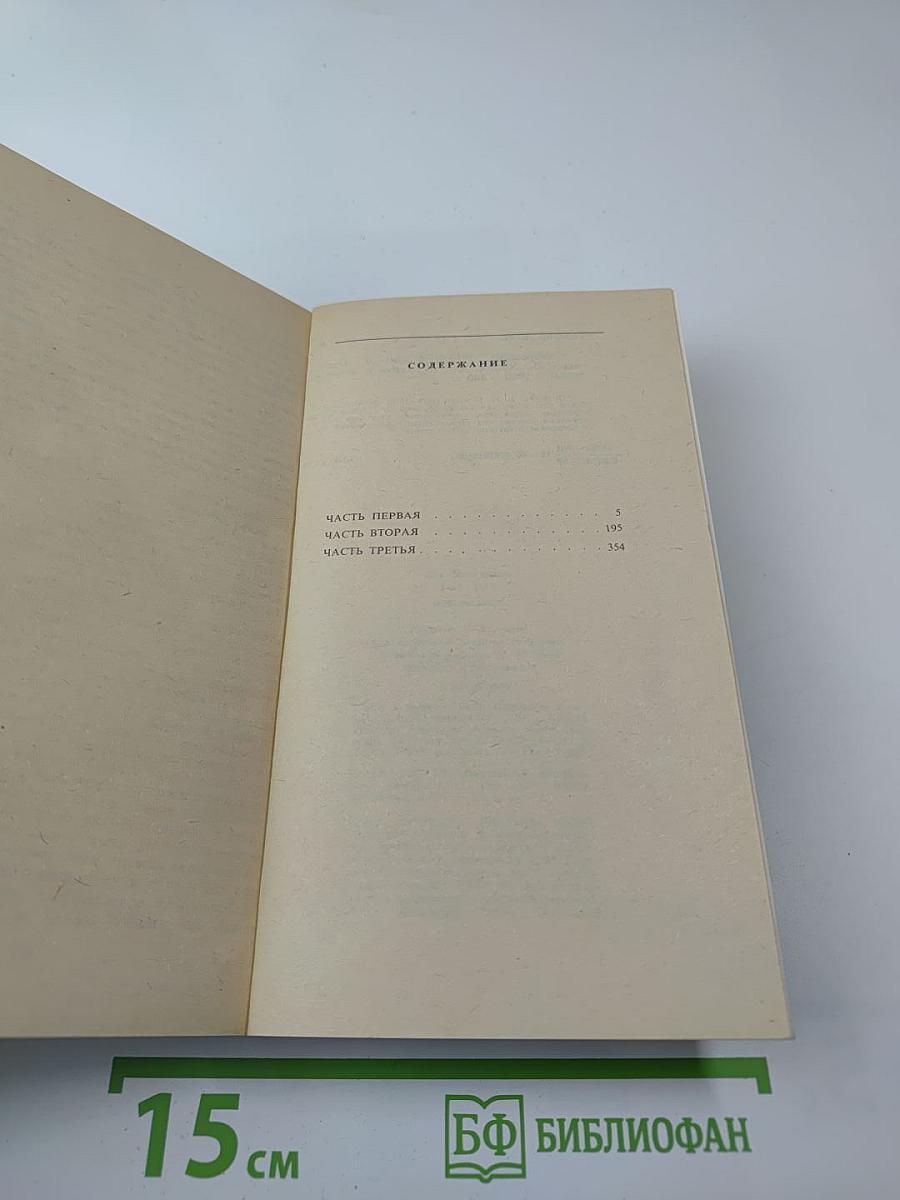 СОДЕРЖАНИЕ
ЧАСТЬ ПЕРВАЯ . . . . . . . . . . . . . 5
ЧАСТЬ ВТОРАЯ . . . . . . . . . . . . . 195
ЧАСТЬ ТРЕТЬЯ . . . . . . . . . . . . . 354
15 см
БФ БИБЛИОФАН